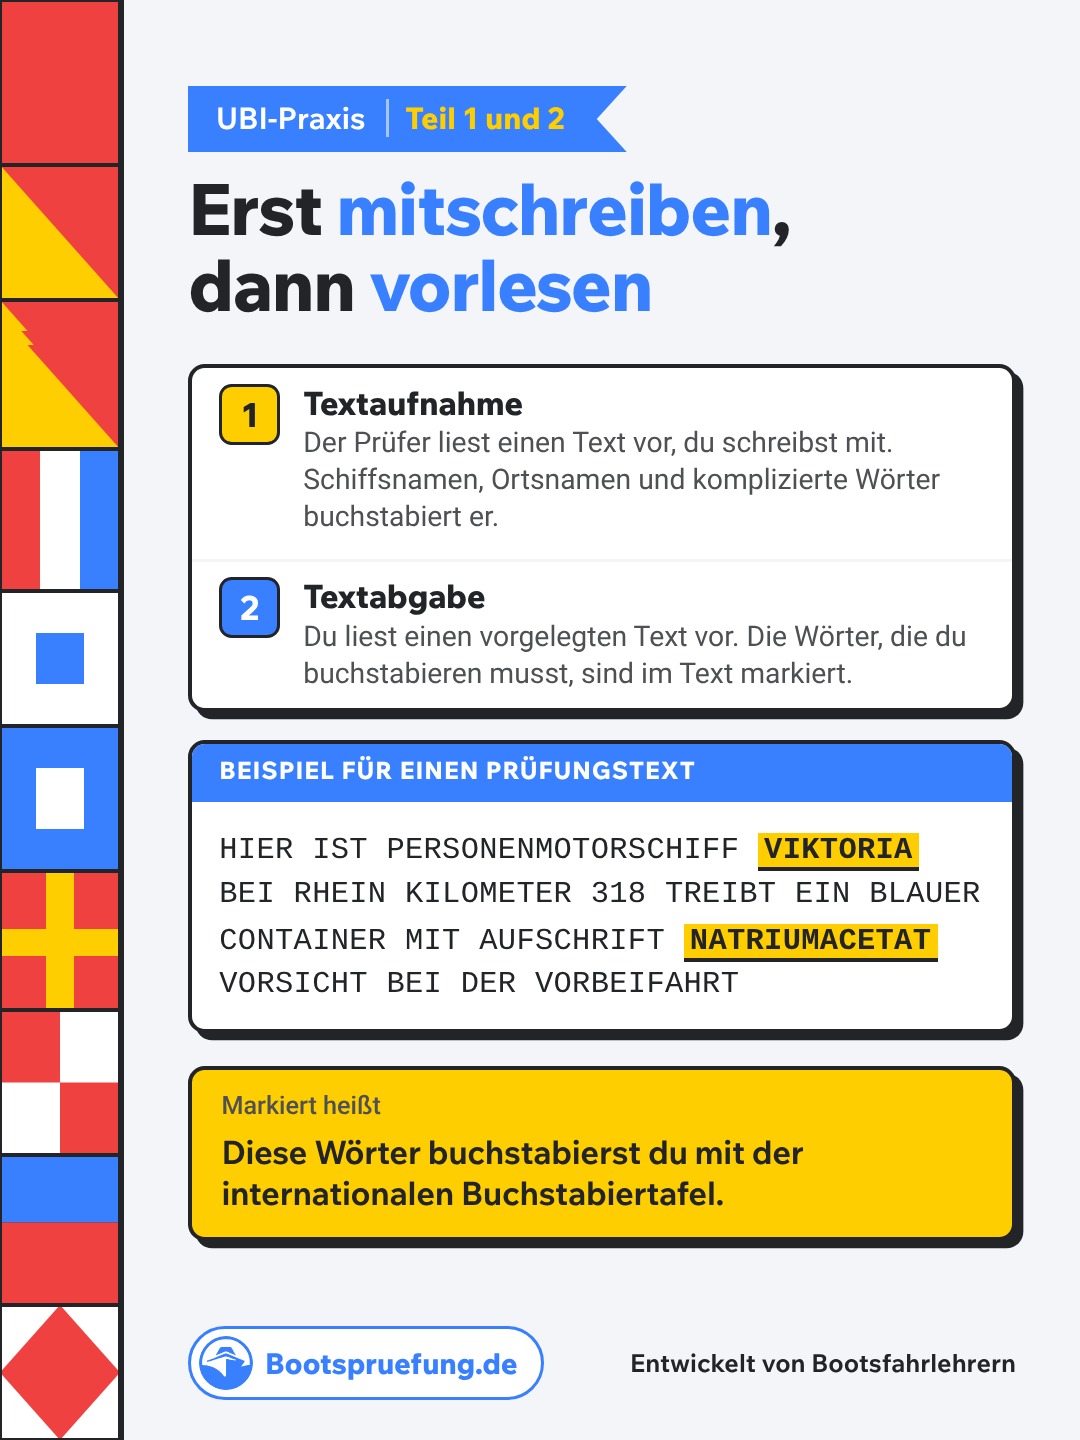 UBI-Praxis | Teil 1 und 2
Erst mitschreiben,
dann vorlesen
1 Textaufnahme
Der Prüfer liest einen Text vor, du schreibst mit.
Schiffsnamen, Ortsnamen und komplizierte Wörter
buchstabiert er.
2 Textabgabe
Du liest einen vorgelegten Text vor. Die Wörter, die du
buchstabieren musst, sind im Text markiert.
BEISPIEL FÜR EINEN PRÜFUNGSTEXT
HIER IST PERSONENMOTORSCHIFF VIKTORIA
BEI RHEIN KILOMETER 318 TREIBT EIN BLAUER
CONTAINER MIT AUFSCHRIFT NATRIUMACETAT
VORSICHT BEI DER VORBEIFAHRT
Markiert heißt
Diese Wörter buchstabierst du mit der
internationalen Buchstabiertafel.
Bootspruefung.de
Entwickelt von Bootsfahrlehrern